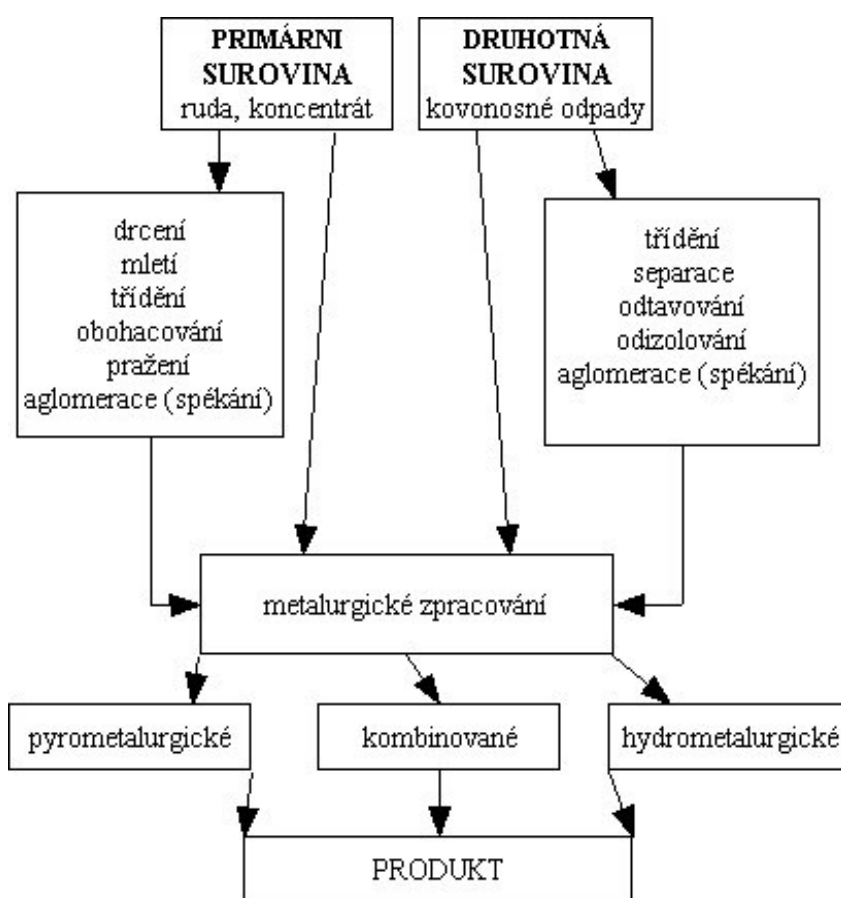 PRIMÁRNI
SUROVINA
ruda, koncentrát
DRUHOTNÁ
SUROVINA
kovonosné odpady
drcení
mletí
třídění
obohacování
pražení
aglomerace (spékání)
třídění
separace
odtavování
odizolování
aglomerace (spékání)
metalurgické zpracování
pyrometalurgické
kombinované
hydrometalurgické
PRODUKT